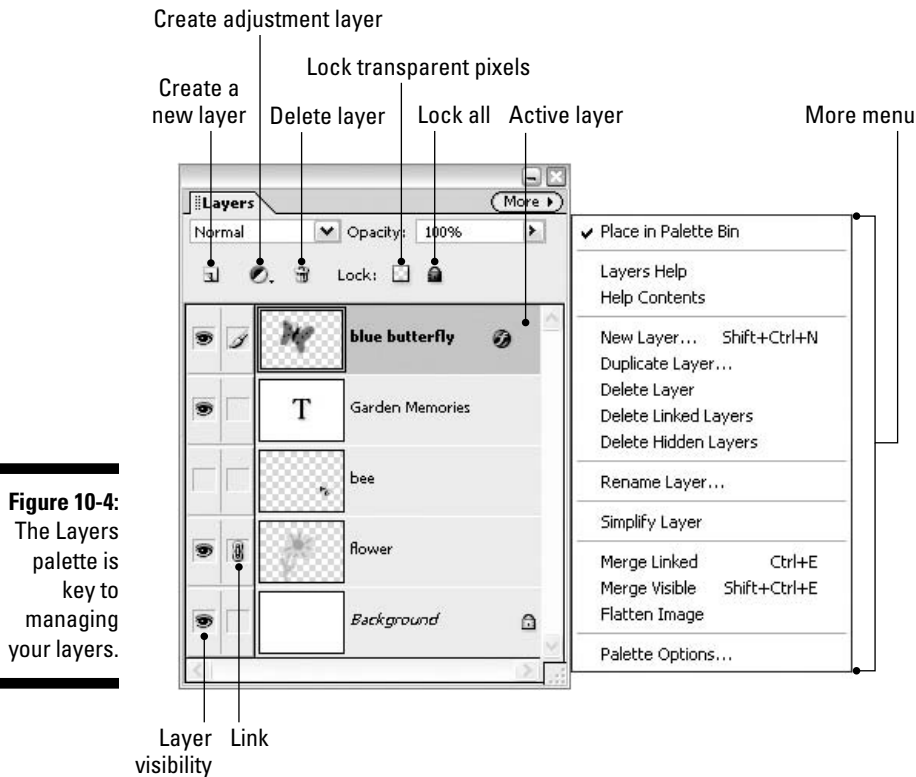 Create adjustment layer
Lock transparent pixels
Create a
new layer
Delete layer
Lock all
Active layer
More menu
Layers
More
Normal
Opacity: 100%
Lock:
blue butterfly
T
Garden Memories
bee
flower
Background
Place in Palette Bin
Layers Help
Help Contents
New Layer... Shift+Ctrl+N
Duplicate Layer...
Delete Layer
Delete Linked Layers
Delete Hidden Layers
Rename Layer...
Simplify Layer
Merge Linked Ctrl+E
Merge Visible Shift+Ctrl+E
Flatten Image
Palette Options...
Figure 10-4:
The Layers
palette is
key to
managing
your layers.
Layer
visibility
Link